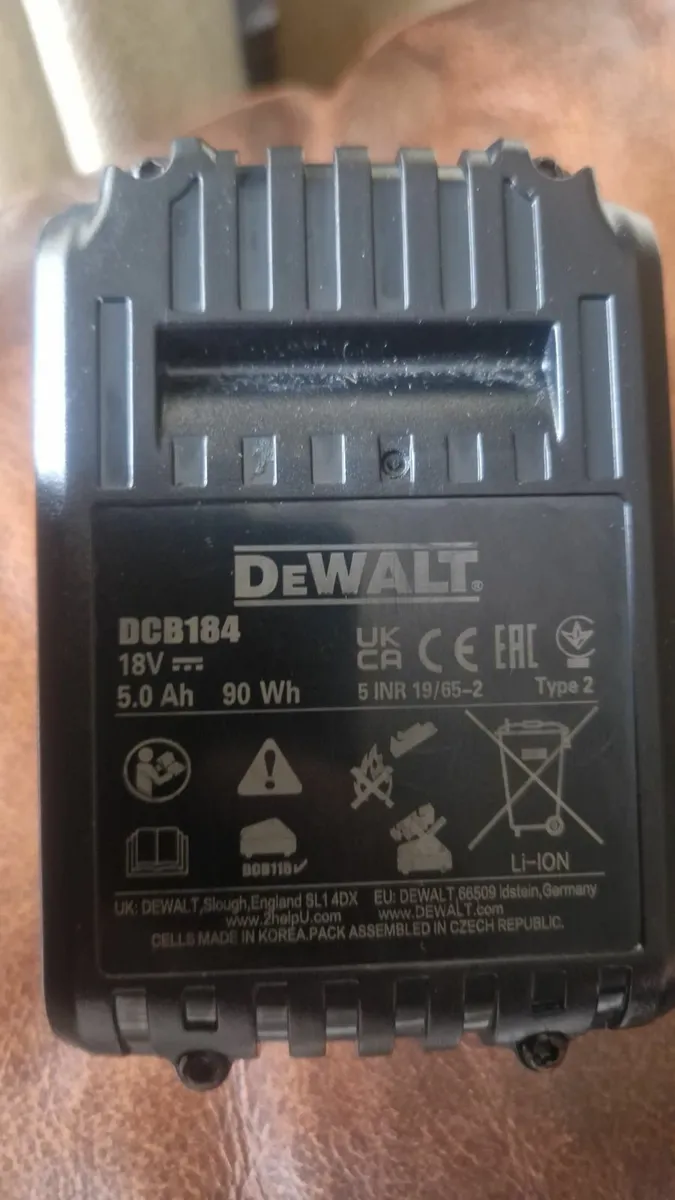 DEWALT®
DCB184
18V ⎓
5.0 Ah 90 Wh
UK CA CE EAC
5 INR 19/65-2 Type 2
DCB115✓
Li-ION
UK: DEWALT,Slough,England SL1 4DX EU: DEWALT 66509 Idstein,Germany
www.2helpU.com www.DEWALT.com
CELLS MADE IN KOREA.PACK ASSEMBLED IN CZECH REPUBLIC.